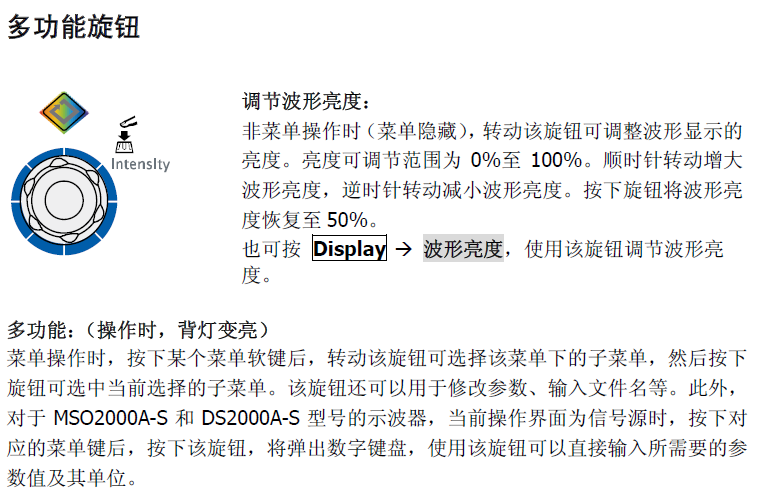 多功能旋钮
Intensity
调节波形亮度：
非菜单操作时（菜单隐藏），转动该旋钮可调整波形显示的
亮度。亮度可调节范围为 0%至 100%。顺时针转动增大
波形亮度，逆时针转动减小波形亮度。按下旋钮将波形亮
度恢复至 50%。
也可按 Display → 波形亮度，使用该旋钮调节波形亮
度。
多功能：（操作时，背灯变亮）
菜单操作时，按下某个菜单软键后，转动该旋钮可选择该菜单下的子菜单，然后按下
旋钮可选中当前选择的子菜单。该旋钮还可以用于修改参数、输入文件名等。此外，
对于 MSO2000A-S 和 DS2000A-S 型号的示波器，当前操作界面为信号源时，按下对
应的菜单键后，按下该旋钮，将弹出数字键盘，使用该旋钮可以直接输入所需要的参
数值及其单位。